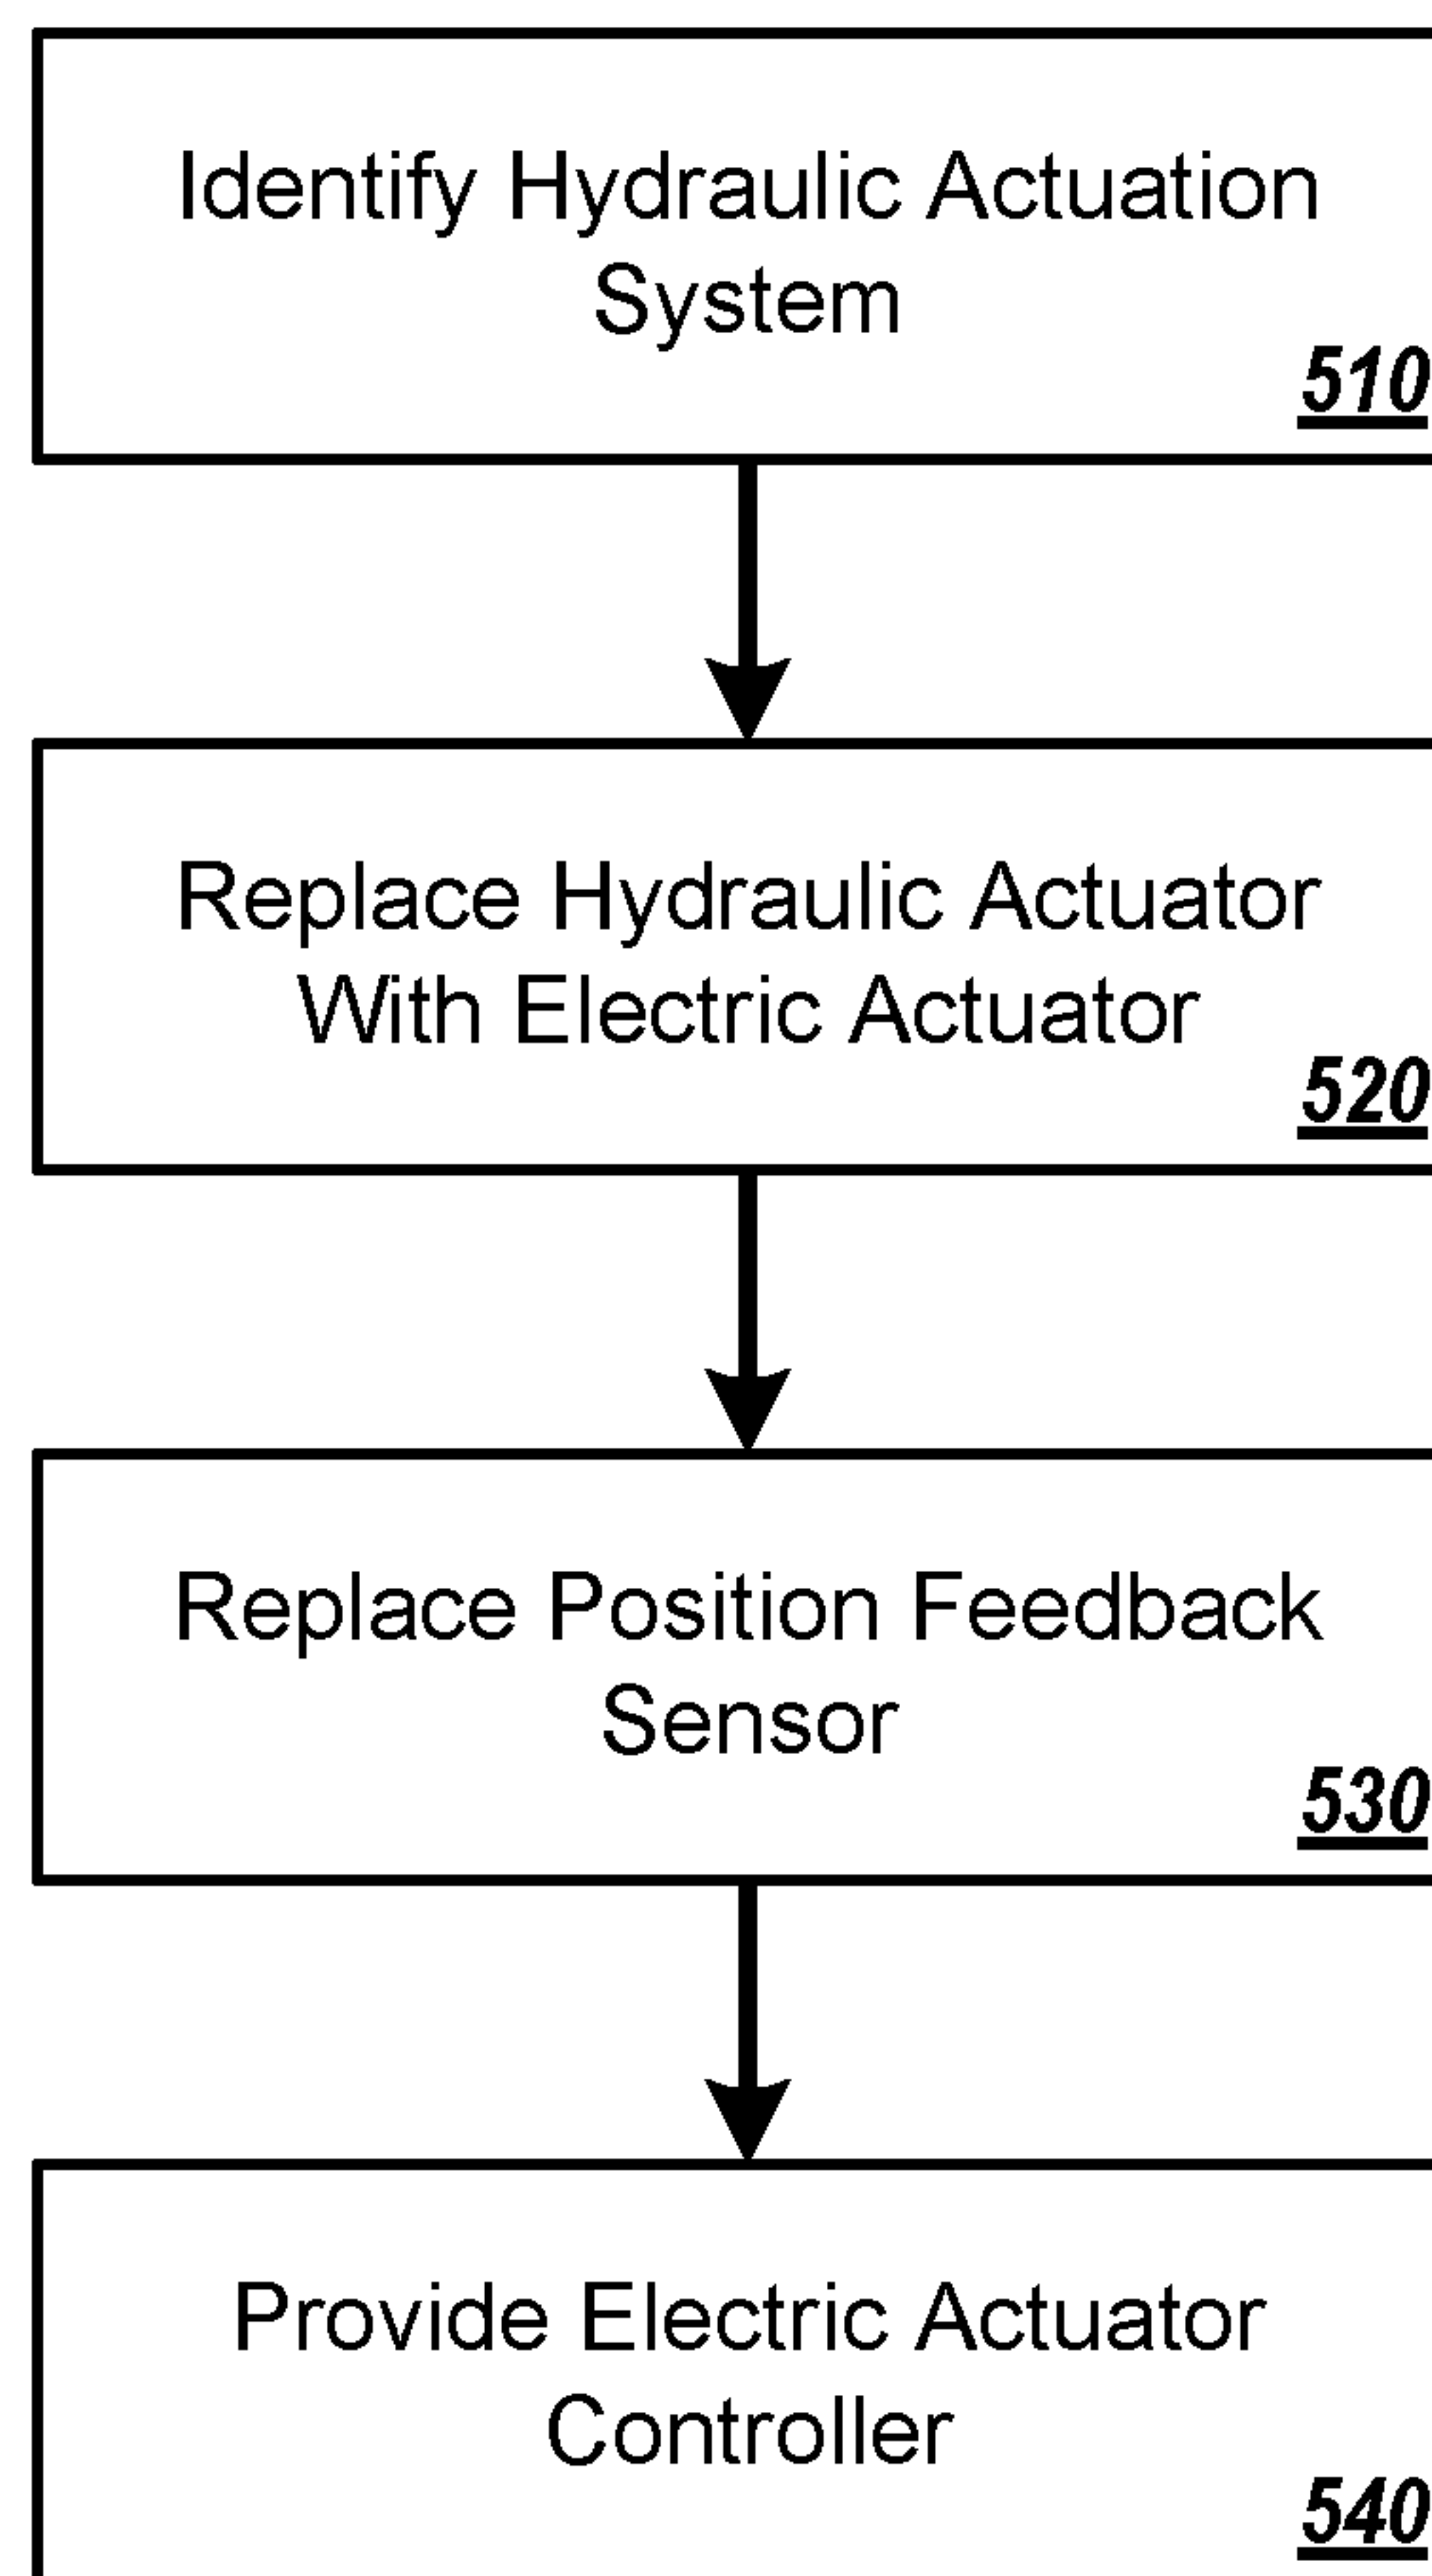 Identify Hydraulic Actuation
System
510
Replace Hydraulic Actuator
With Electric Actuator
520
Replace Position Feedback
Sensor
530
Provide Electric Actuator
Controller
540